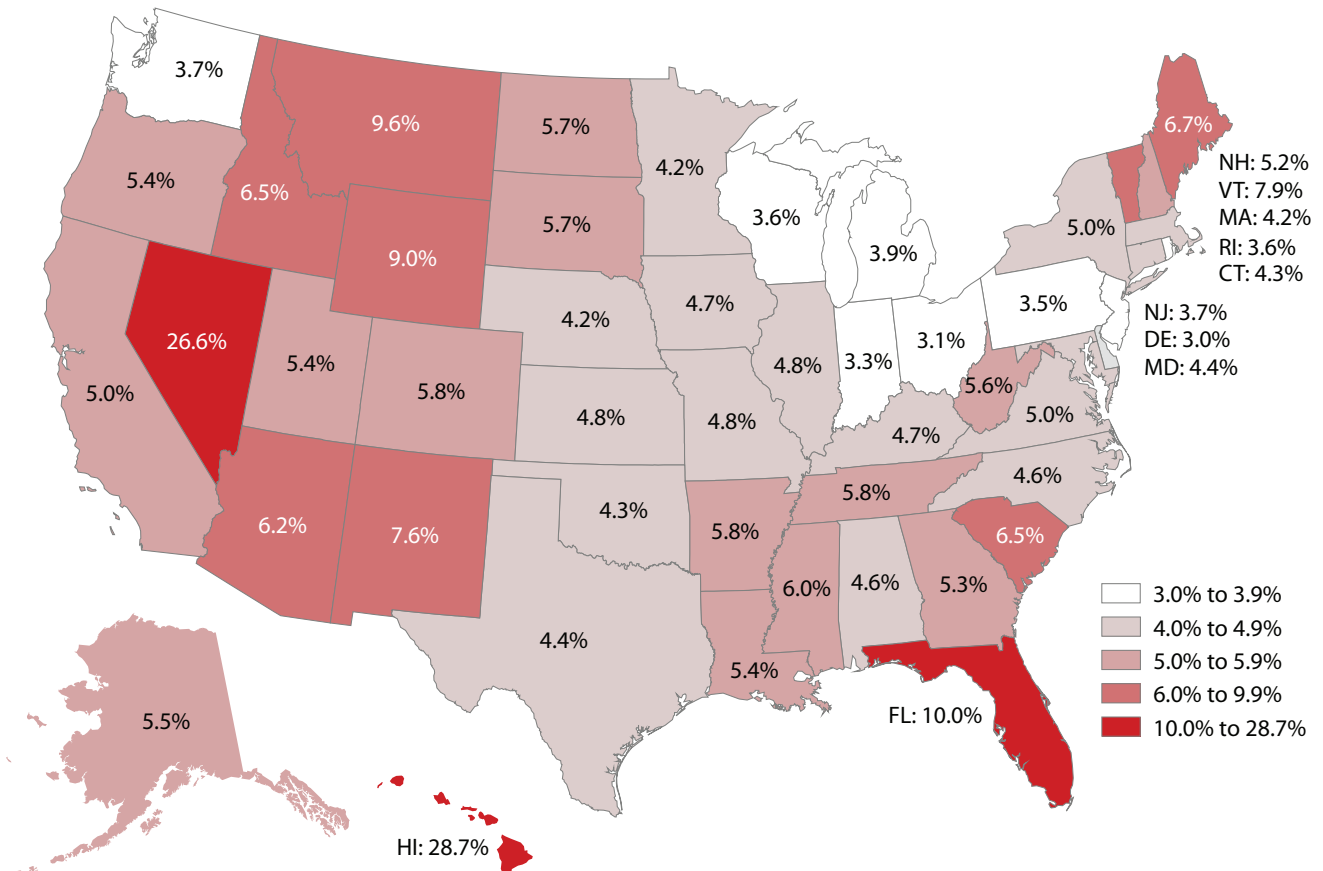 3.7%
9.6%
5.7%
4.2%
6.7%
NH: 5.2%
VT: 7.9%
MA: 4.2%
RI: 3.6%
CT: 4.3%
5.4%
6.5%
9.0%
5.7%
3.6%
3.9%
5.0%
NJ: 3.7%
DE: 3.0%
MD: 4.4%
26.6%
4.2%
4.7%
3.5%
5.0%
5.4%
5.8%
4.8%
4.8%
4.8%
3.3%
3.1%
5.6%
5.0%
4.7%
4.6%
6.2%
7.6%
4.3%
5.8%
5.8%
6.5%
6.0%
4.6%
5.3%
4.4%
5.4%
FL: 10.0%
5.5%
HI: 28.7%
3.0% to 3.9%
4.0% to 4.9%
5.0% to 5.9%
6.0% to 9.9%
10.0% to 28.7%